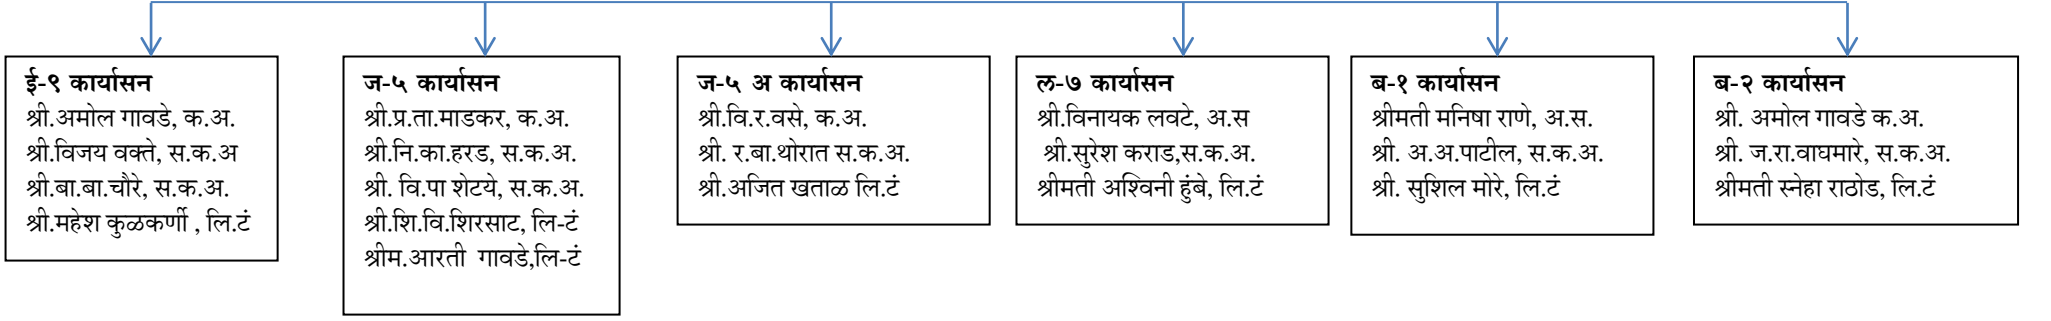 ई-९ कार्यासन
श्री.अमोल गावडे, क.अ.
श्री.विजय वक्ते, स.क.अ
श्री.बा.बा.चौरे, स.क.अ.
श्री.महेश कुळकर्णी , लि.टं
ज-५ कार्यासन
श्री.प्र.ता.माडकर, क.अ.
श्री.नि.का.हरड, स.क.अ.
श्री. वि.पा शेटये, स.क.अ.
श्री.शि.वि.शिरसाट, लि-टं
श्रीम.आरती गावडे,लि-टं
ज-५ अ कार्यासन
श्री.वि.र.वसे, क.अ.
श्री. र.बा.थोरात स.क.अ.
श्री.अजित खताळ लि.टं
ल-७ कार्यासन
श्री.विनायक लवटे, अ.स
श्री.सुरेश कराड,स.क.अ.
श्रीमती अश्विनी हुंबे, लि.टं
ब-१ कार्यासन
श्रीमती मनिषा राणे, अ.स.
श्री. अ.अ.पाटील, स.क.अ.
श्री. सुशिल मोरे, लि.टं
ब-२ कार्यासन
श्री. अमोल गावडे क.अ.
श्री. ज.रा.वाघमारे, स.क.अ.
श्रीमती स्नेहा राठोड, लि.टं